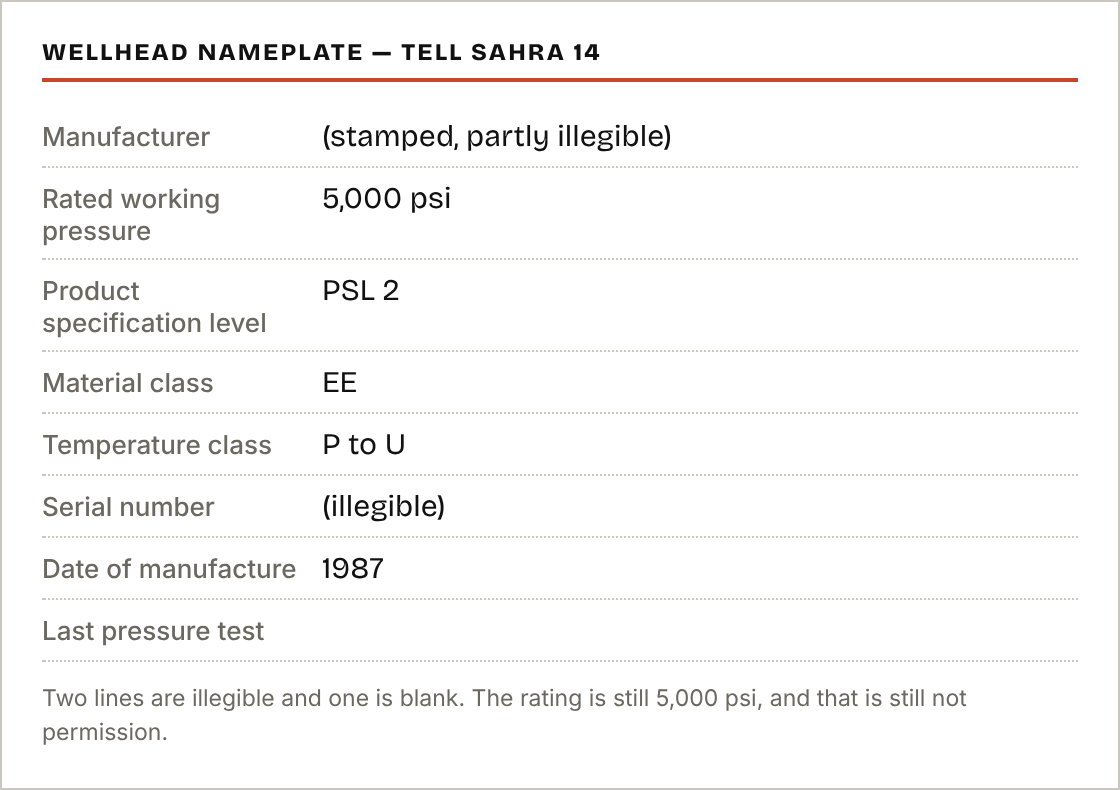 WELLHEAD NAMEPLATE — TELL SAHRA 14
Manufacturer (stamped, partly illegible)
Rated working 5,000 psi
pressure
Product PSL 2
specification level
Material class EE
Temperature class P to U
Serial number (illegible)
Date of manufacture 1987
Last pressure test
Two lines are illegible and one is blank. The rating is still 5,000 psi, and that is still not
permission.